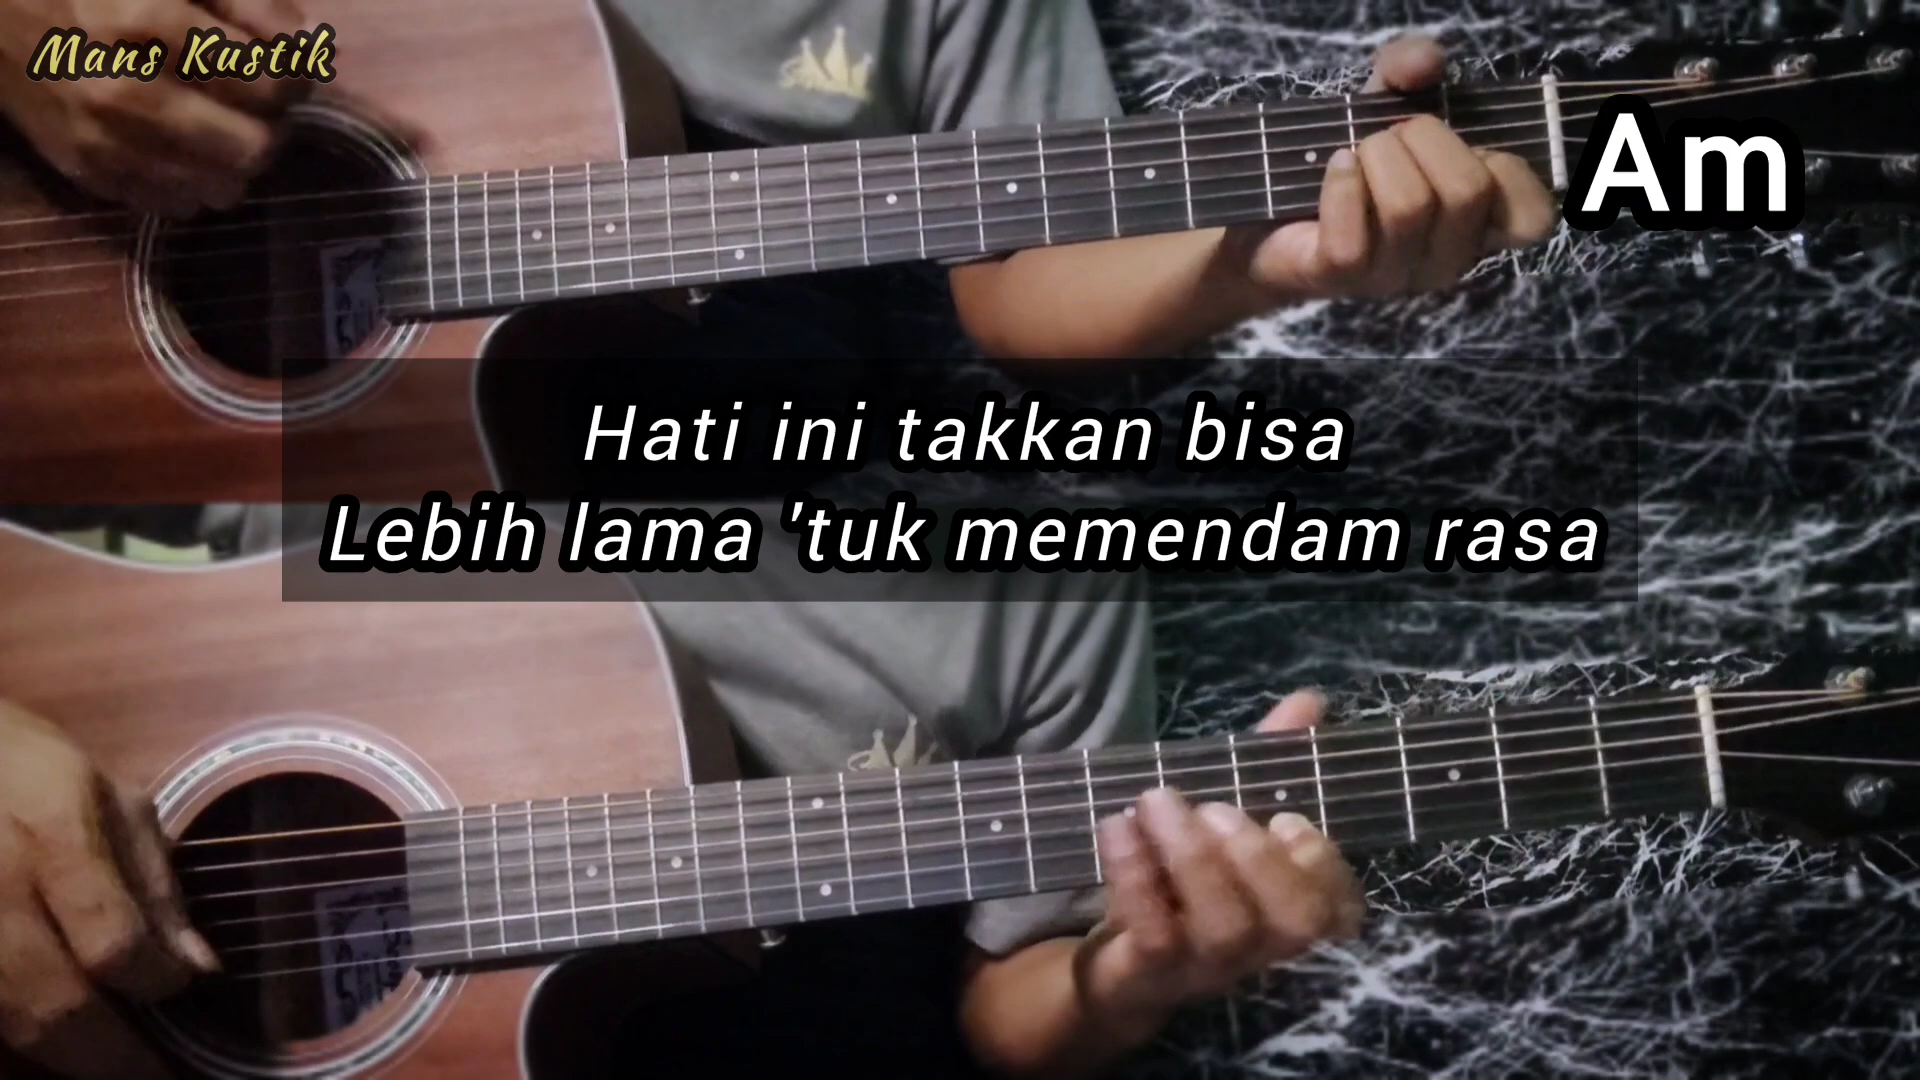 Mans Kustik
Am
Hati ini takkan bisa
Lebih lama 'tuk memendam rasa